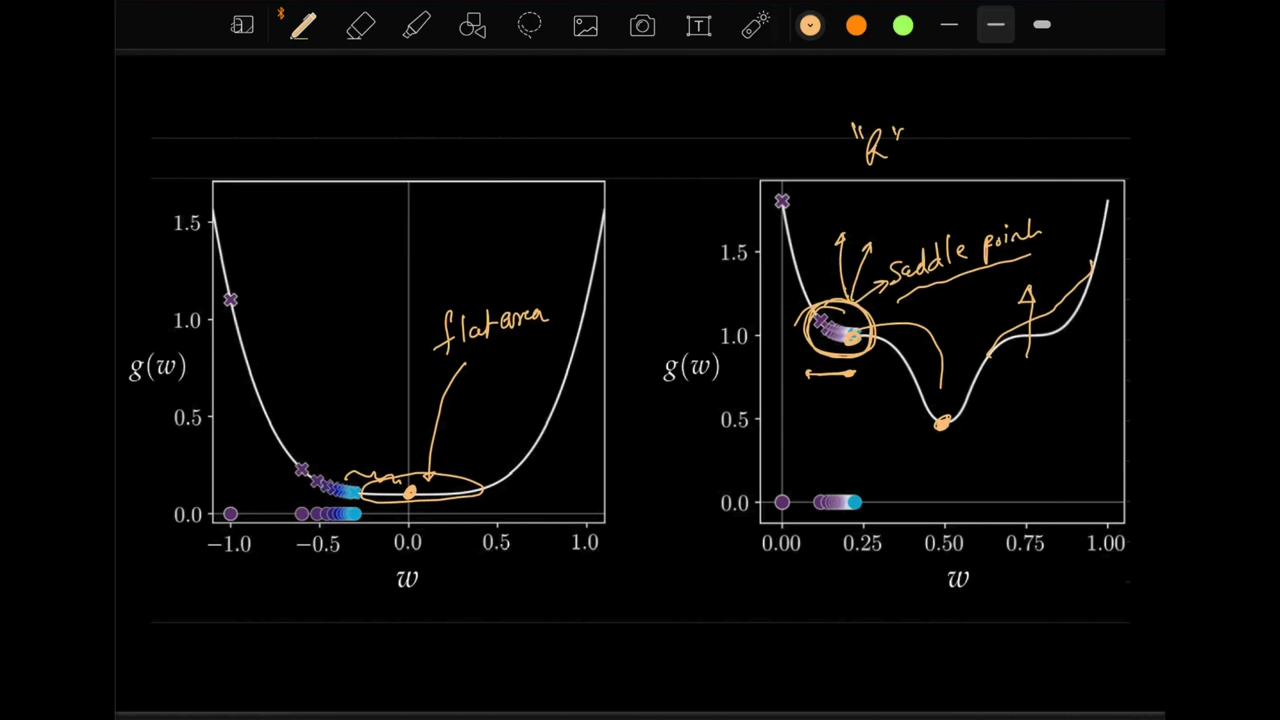 T
"R"
1.5
1.0
g(w)
0.5
0.0
−1.0 −0.5 0.0 0.5 1.0
w
flat area
1.5
1.0
g(w)
0.5
0.0
0.00 0.25 0.50 0.75 1.00
w
saddle point